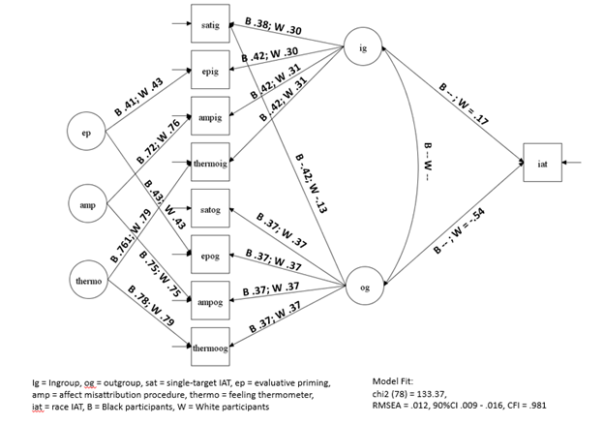 satig
B .38; W .30
ig
epig
B .42; W .30
B .41; W .43
B .42; W .31
B .42; W .31
B -- ; W = .17
ampig
ep
B .72; W .76
B -- W --
thermoig
iat
B -.42; W -.13
B .43; W .43
amp
satog
B .37; W .37
B .761; W .79
B -- ; W = -.54
epog
B .37; W .37
thermo
B .75; W .75
og
ampog
B .37; W .37
B .78; W .79
B .37; W .37
thermoog
Ig = Ingroup, og = outgroup, sat = single-target IAT, ep = evaluative priming,
amp = affect misattribution procedure, thermo = feeling thermometer,
iat = race IAT, B = Black participants, W = White participants
Model Fit:
chi2 (78) = 133.37,
RMSEA = .012, 90%CI .009 - .016, CFI = .981